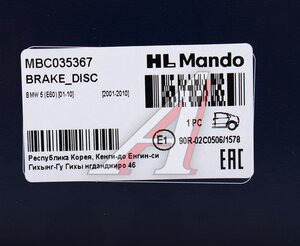 MBC035367
HL Mando
BRAKE_DISC
BMW 5 (E60) [01-10] [2001-2010]
1 PC
E1
90R-02C0506/1578
EAC
Республика Корея, Кенги-до Енгин-си
Гихынг-Гу Гихы нгданджиро 46